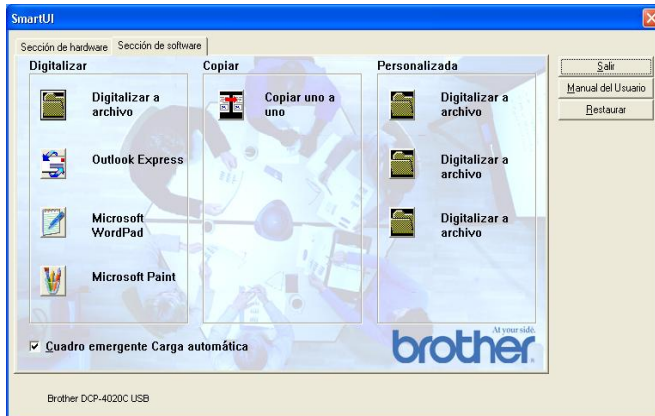 SmartUI
Sección de hardware
Sección de software
Digitalizar
Copiar
Personalizada
Digitalizar a
archivo
Outlook Express
Microsoft
WordPad
Microsoft Paint
Copiar uno a
uno
Digitalizar a
archivo
Digitalizar a
archivo
Digitalizar a
archivo
Salir
Manual del Usuario
Restaurar
At your side.
brother
Cuadro emergente Carga automática
Brother DCP-4020C USB